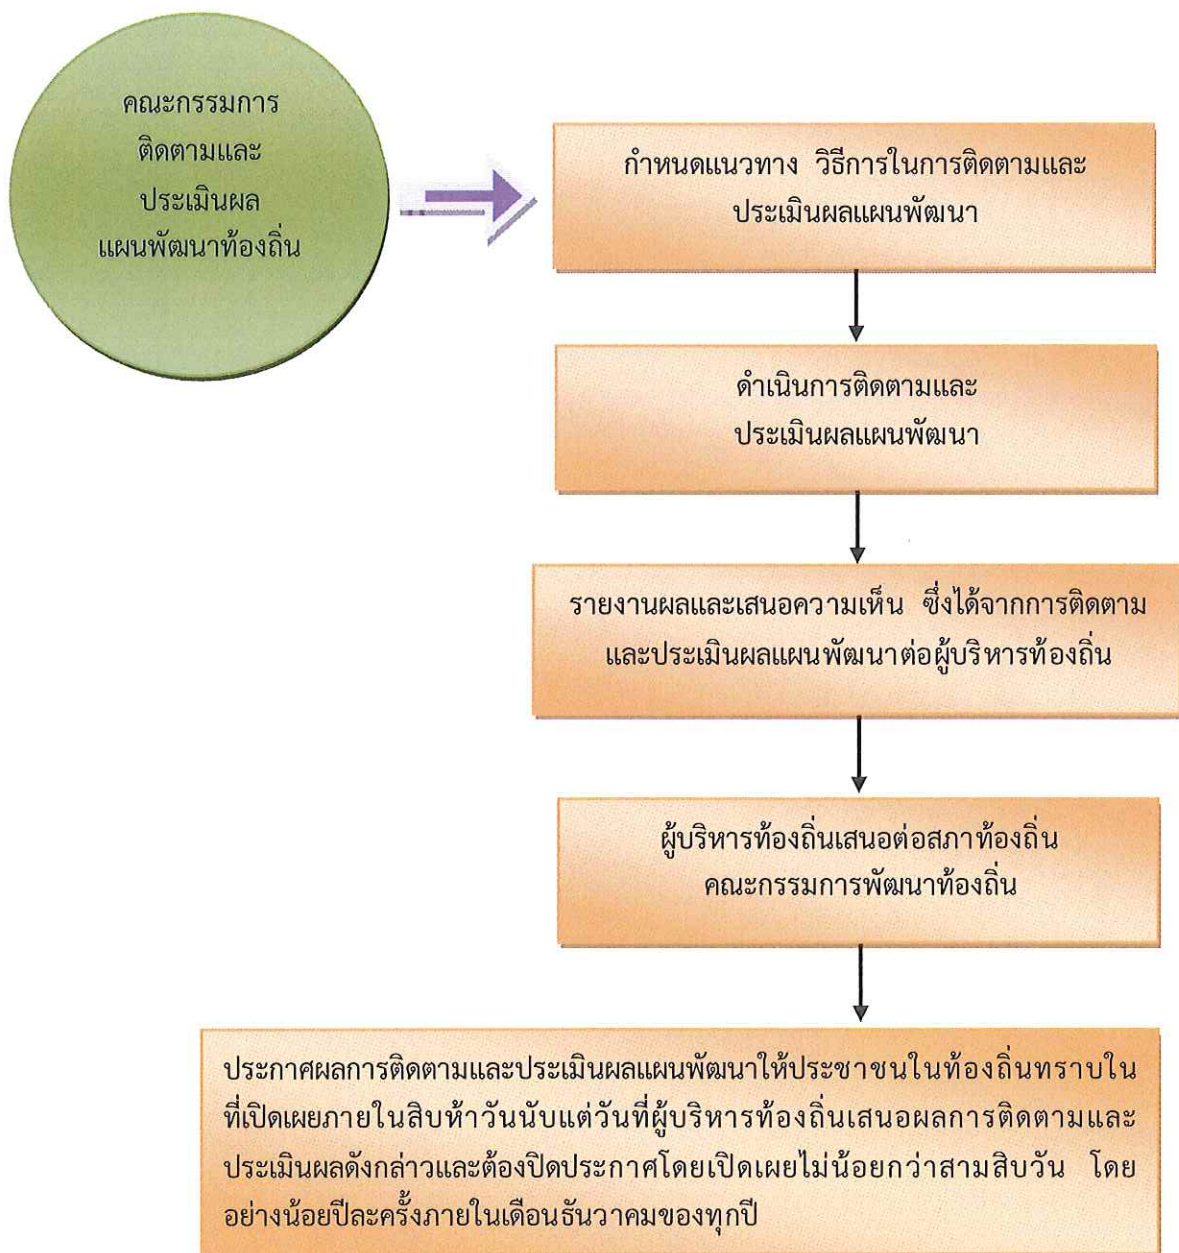 คณะกรรมการ
ติดตามและ
ประเมินผล
แผนพัฒนาท้องถิ่น
กำหนดแนวทาง วิธีการในการติดตามและ
ประเมินผลแผนพัฒนา
ดำเนินการติดตามและ
ประเมินผลแผนพัฒนา
รายงานผลและเสนอความเห็น ซึ่งได้จากการติดตาม
และประเมินผลแผนพัฒนาต่อผู้บริหารท้องถิ่น
ผู้บริหารท้องถิ่นเสนอต่อสภาท้องถิ่น
คณะกรรมการพัฒนาท้องถิ่น
ประกาศผลการติดตามและประเมินผลแผนพัฒนาให้ประชาชนในท้องถิ่นทราบใน
ที่เปิดเผยภายในสิบห้าวันนับแต่วันที่ผู้บริหารท้องถิ่นเสนอผลการติดตามและ
ประเมินผลดังกล่าวและต้องปิดประกาศโดยเปิดเผยไม่น้อยกว่าสามสิบวัน โดย
อย่างน้อยปีละครั้งภายในเดือนธันวาคมของทุกปี